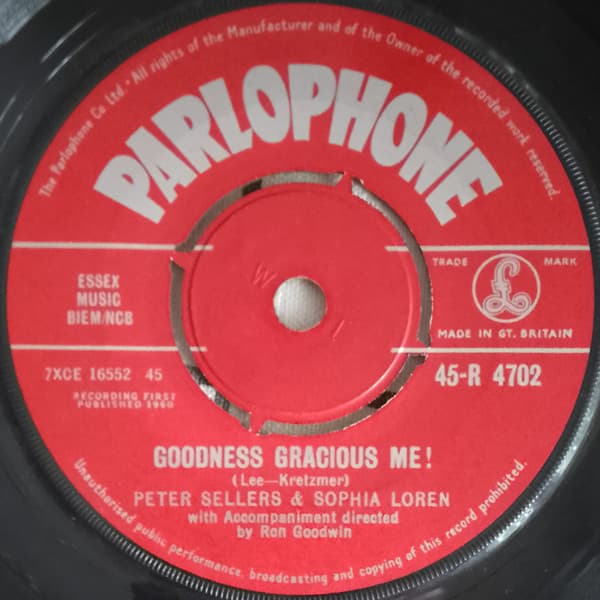 The Parlophone Co Ltd · All rights of the Manufacturer and of the Owner of the recorded work reserved.
PARLOPHONE
ESSEX
MUSIC
BIEM/NCB
TRADE MARK
£
MADE IN GT. BRITAIN
W I
7XCE 16552 45
45-R 4702
RECORDING FIRST
PUBLISHED 1960
GOODNESS GRACIOUS ME!
(Lee—Kretzmer)
PETER SELLERS & SOPHIA LOREN
with Accompaniment directed
by Ron Goodwin
Unauthorised public performance, broadcasting and copying of this record prohibited.